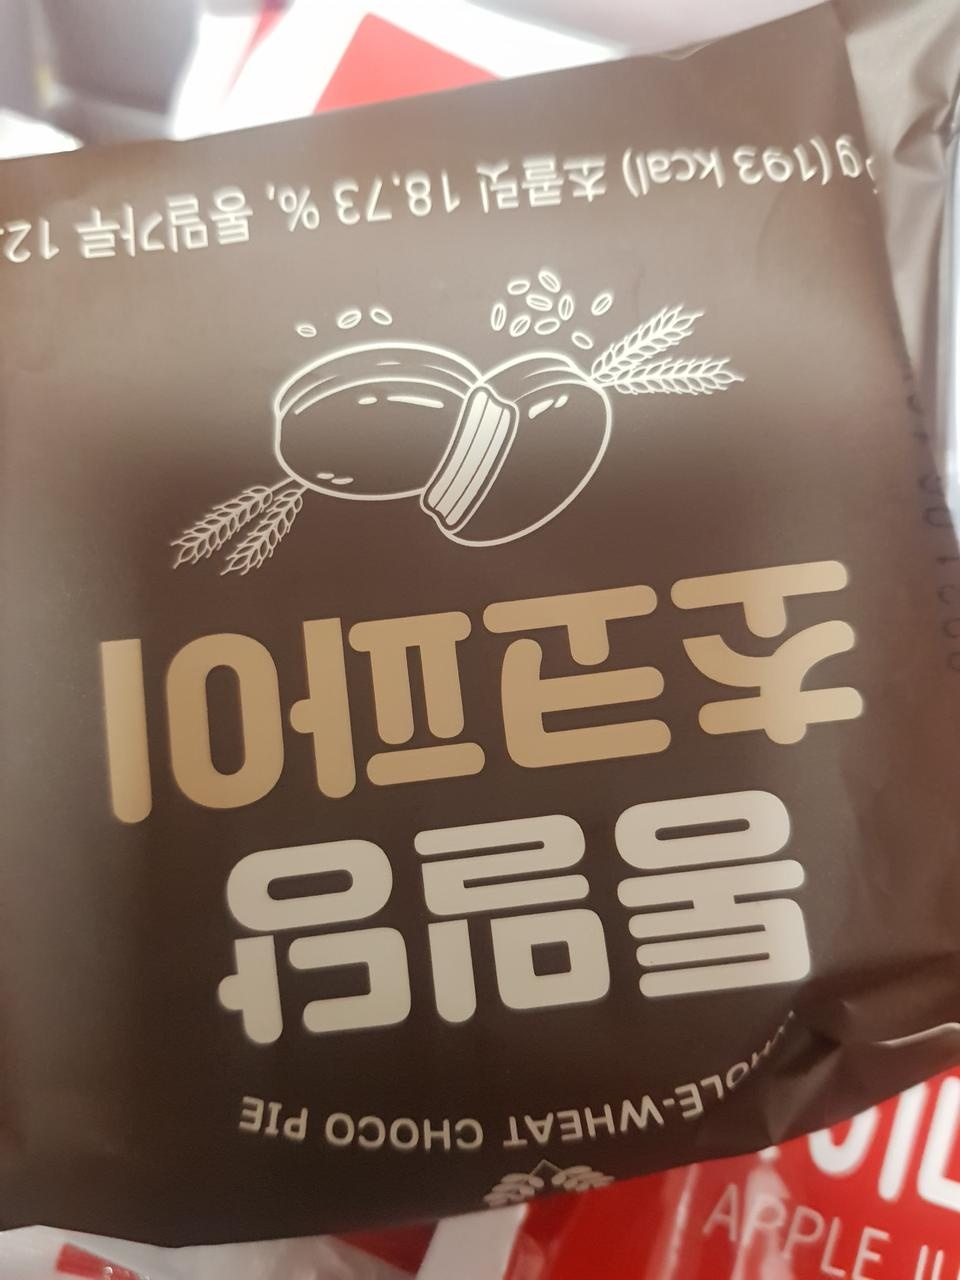 WHOLE-WHEAT CHOCO PIE
통밀당
초코파이
g(193 kcal) 초콜릿 18.73 %, 통밀가루 12.
APPLE